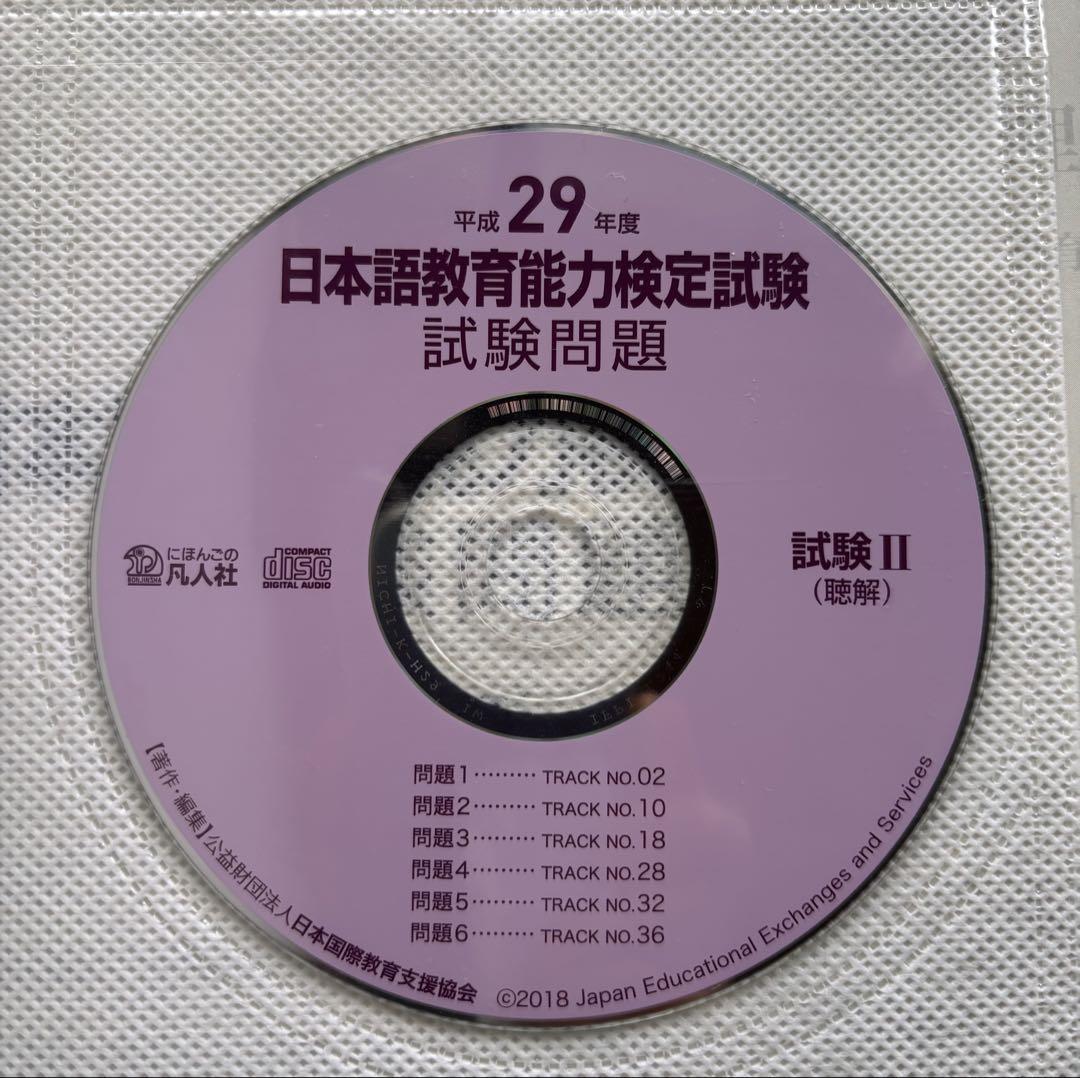 平成 29 年度
日本語教育能力検定試験
試験問題
にほんごの
凡人社
BONJINSHA
COMPACT
disc
DIGITAL AUDIO
試験 II
(聴解)
問題1……… TRACK NO.02
問題2……… TRACK NO.10
問題3……… TRACK NO.18
問題4……… TRACK NO.28
問題5……… TRACK NO.32
問題6……… TRACK NO.36
【著作・編集】公益財団法人日本国際教育支援協会
©2018 Japan Educational Exchanges and Services